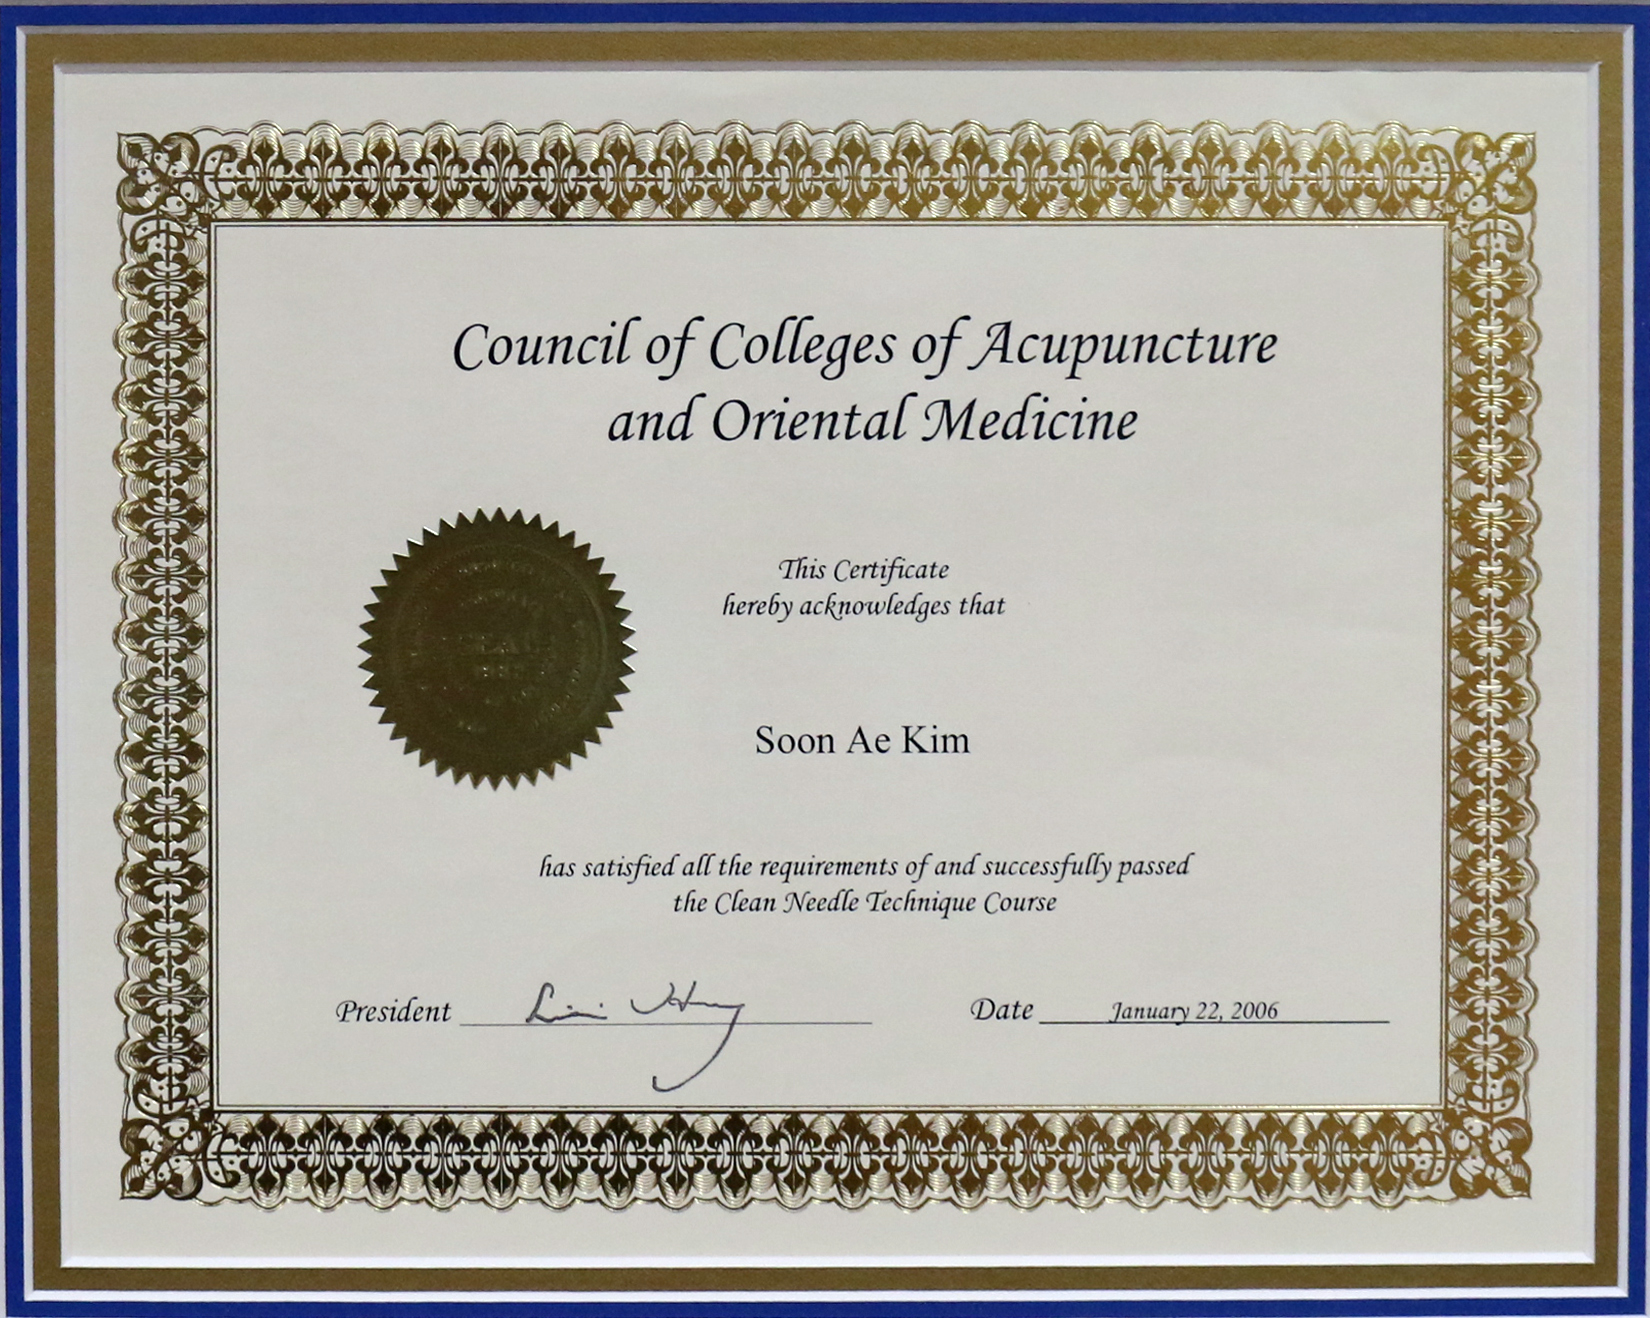 Council of Colleges of Acupuncture
and Oriental Medicine
This Certificate
hereby acknowledges that
Soon Ae Kim
has satisfied all the requirements of and successfully passed
the Clean Needle Technique Course
President
Date January 22, 2006